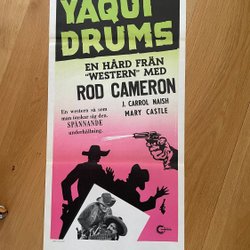 YAQUI
DRUMS
EN HÅRD FRÅN
"WESTERN" MED
ROD CAMERON
J. CARROL NAISH
MARY CASTLE
En western så som
man önskar sig den.
SPÄNNANDE
underhållning.